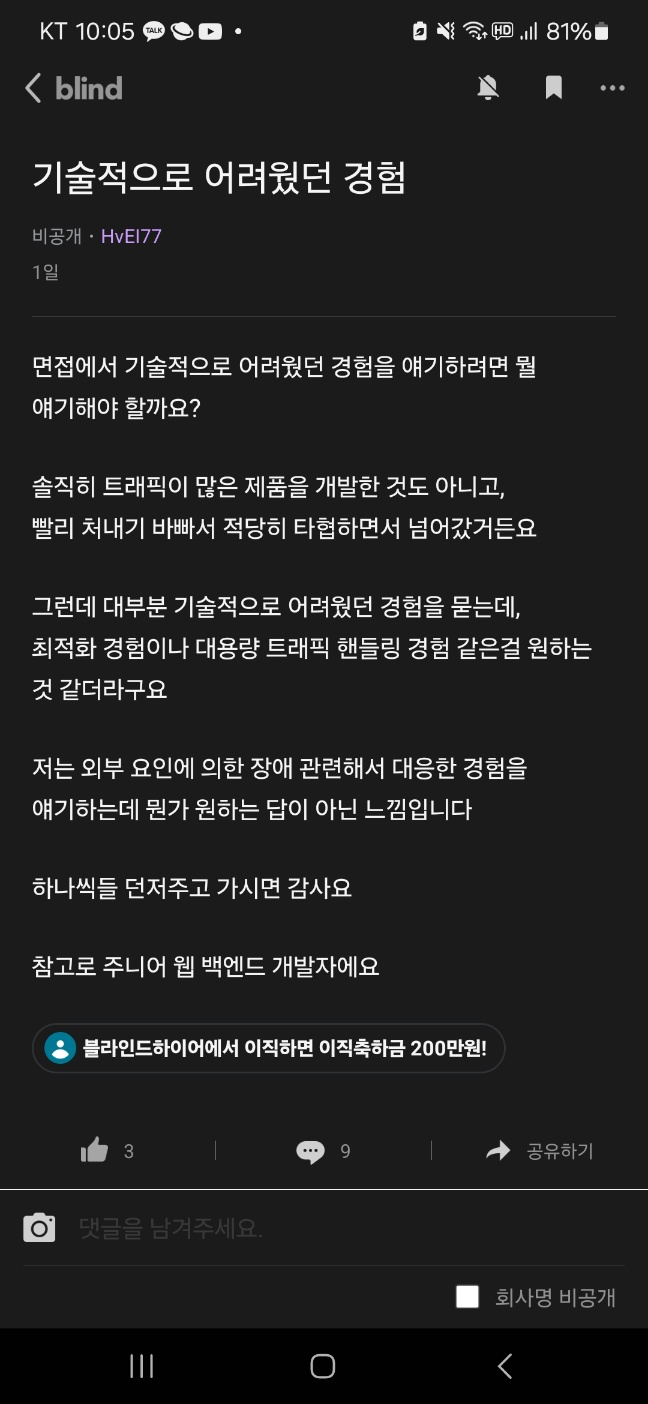 KT 10:05 TALK HD 81%
blind
기술적으로 어려웠던 경험
비공개 · HvEI77
1일
면접에서 기술적으로 어려웠던 경험을 얘기하려면 뭘
얘기해야 할까요?
솔직히 트래픽이 많은 제품을 개발한 것도 아니고,
빨리 쳐내기 바빠서 적당히 타협하면서 넘어갔거든요
그런데 대부분 기술적으로 어려웠던 경험을 묻는데,
최적화 경험이나 대용량 트래픽 핸들링 경험 같은걸 원하는
것 같더라구요
저는 외부 요인에 의한 장애 관련해서 대응한 경험을
얘기하는데 뭔가 원하는 답이 아닌 느낌입니다
하나씩들 던저주고 가시면 감사요
참고로 주니어 웹 백엔드 개발자에요
블라인드하이어에서 이직하면 이직축하금 200만원!
3 9 공유하기
댓글을 남겨주세요.
회사명 비공개